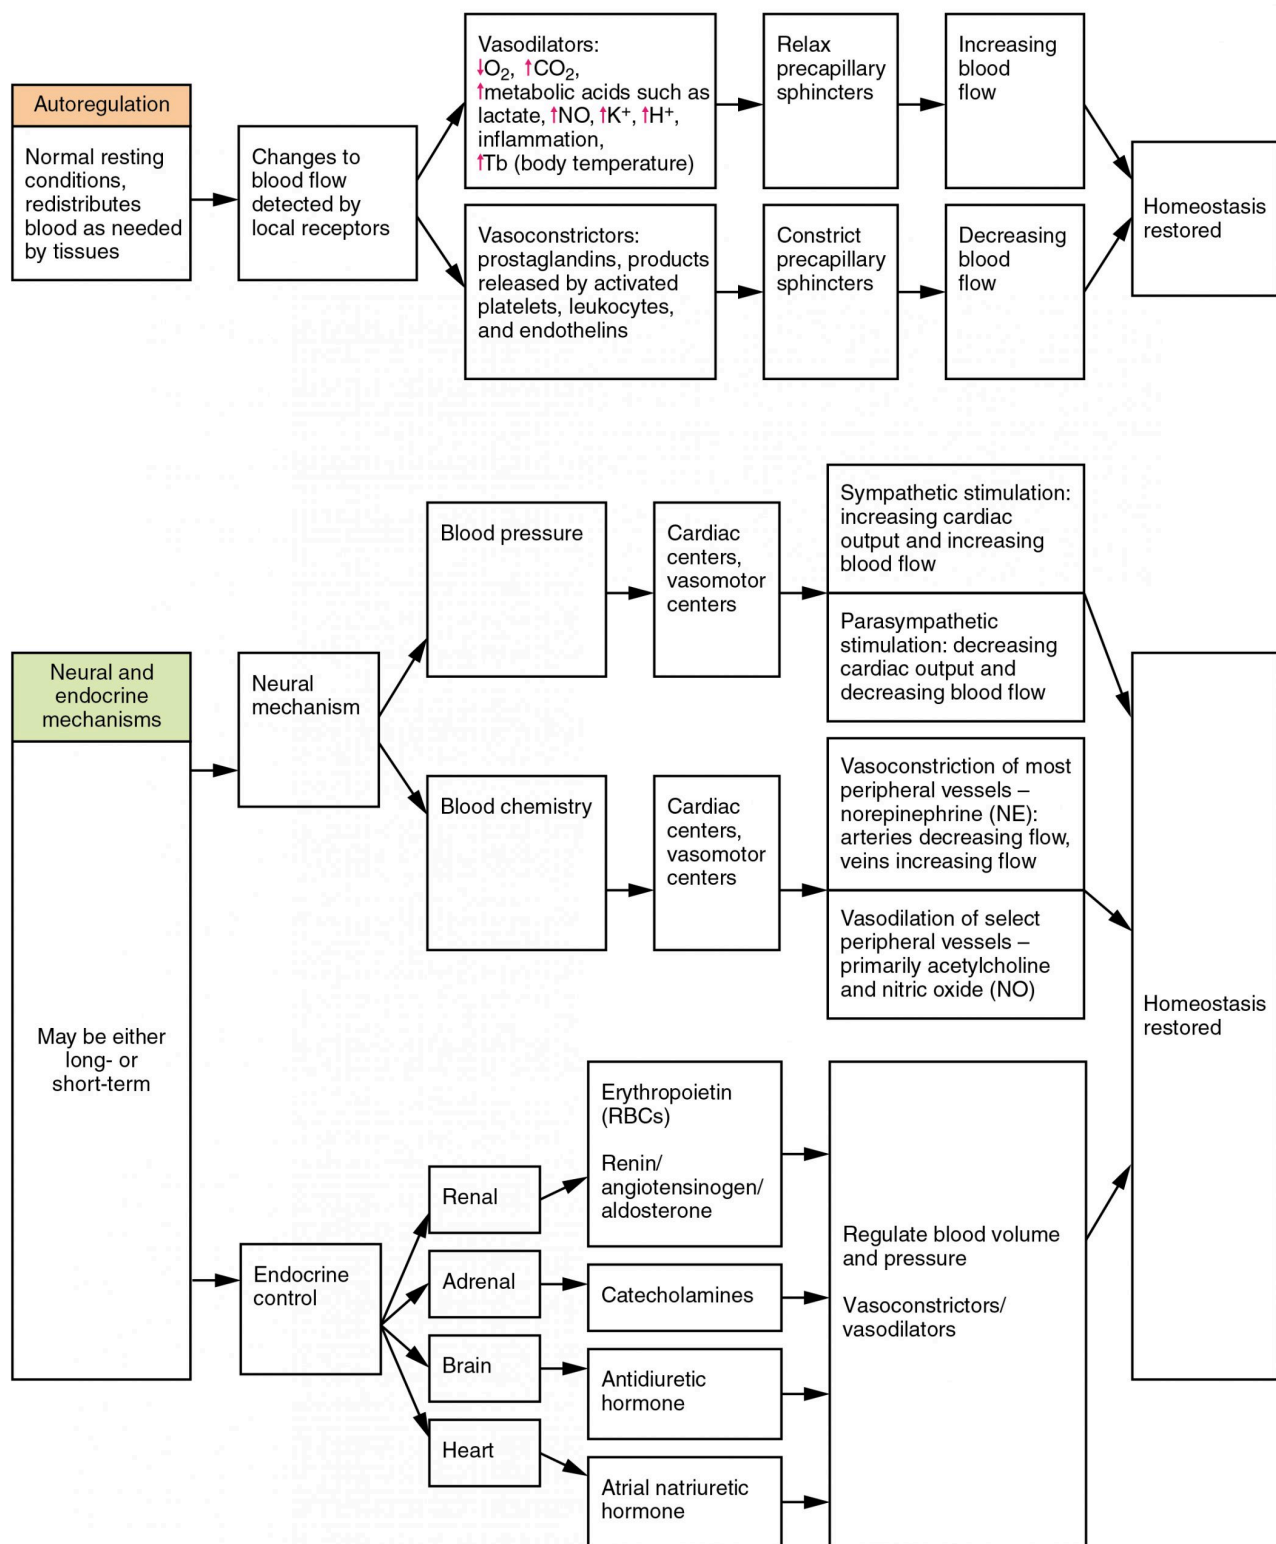 Autoregulation
Normal resting
conditions,
redistributes
blood as needed
by tissues
Changes to
blood flow
detected by
local receptors
Vasodilators:
↓O₂, ↑CO₂,
↑metabolic acids such as
lactate, ↑NO, ↑K⁺, ↑H⁺,
inflammation,
↑Tb (body temperature)
Relax
precapillary
sphincters
Increasing
blood
flow
Vasoconstrictors:
prostaglandins, products
released by activated
platelets, leukocytes,
and endothelins
Constrict
precapillary
sphincters
Decreasing
blood
flow
Homeostasis
restored
Neural and
endocrine
mechanisms
May be either
long- or
short-term
Neural
mechanism
Blood pressure
Cardiac
centers,
vasomotor
centers
Sympathetic stimulation:
increasing cardiac
output and increasing
blood flow
Parasympathetic
stimulation: decreasing
cardiac output and
decreasing blood flow
Blood chemistry
Cardiac
centers,
vasomotor
centers
Vasoconstriction of most
peripheral vessels –
norepinephrine (NE):
arteries decreasing flow,
veins increasing flow
Vasodilation of select
peripheral vessels –
primarily acetylcholine
and nitric oxide (NO)
Endocrine
control
Renal
Erythropoietin
(RBCs)
Renin/
angiotensinogen/
aldosterone
Adrenal
Catecholamines
Brain
Antidiuretic
hormone
Heart
Atrial natriuretic
hormone
Regulate blood volume
and pressure
Vasoconstrictors/
vasodilators
Homeostasis
restored